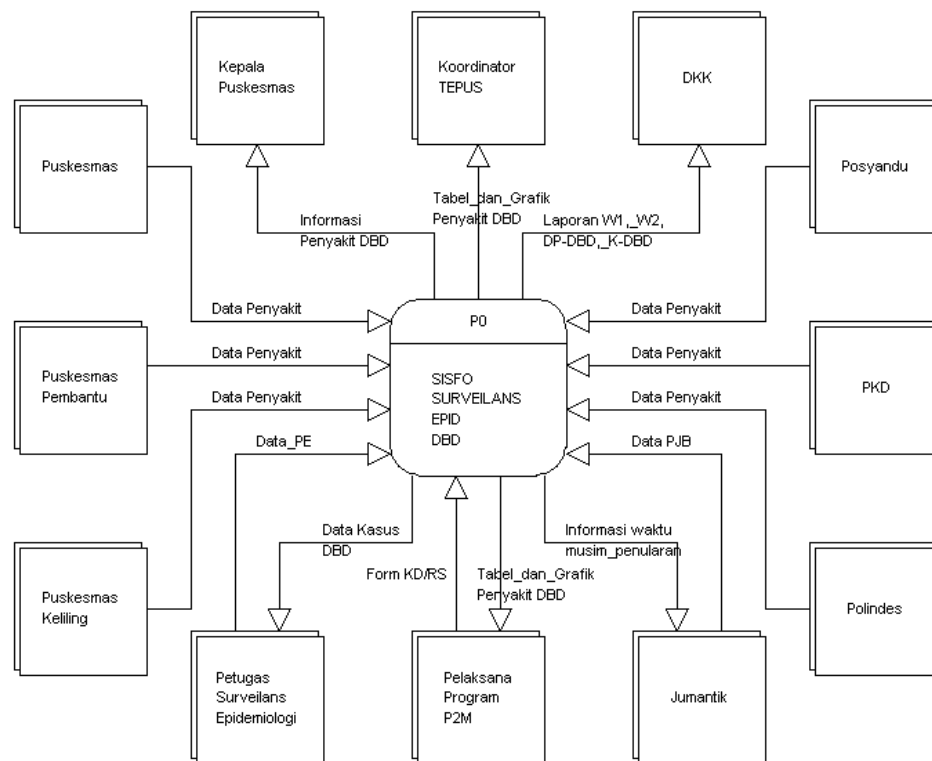 Kepala
Puskesmas
Koordinator
TEPUS
DKK
Puskesmas
Posyandu
Informasi
Penyakit DBD
Tabel_dan_Grafik
Penyakit DBD
Laporan W1,_W2,
DP-DBD,_K-DBD
Data Penyakit
P0
Data Penyakit
Puskesmas
Pembantu
Data Penyakit
SISFO
SURVEILANS
EPID
DBD
Data Penyakit
PKD
Data Penyakit
Data Penyakit
Data_PE
Data PJB
Data Kasus
DBD
Form KD/RS
Tabel_dan_Grafik
Penyakit DBD
Informasi waktu
musim_penularan
Puskesmas
Keliling
Polindes
Petugas
Surveilans
Epidemiologi
Pelaksana
Program
P2M
Jumantik